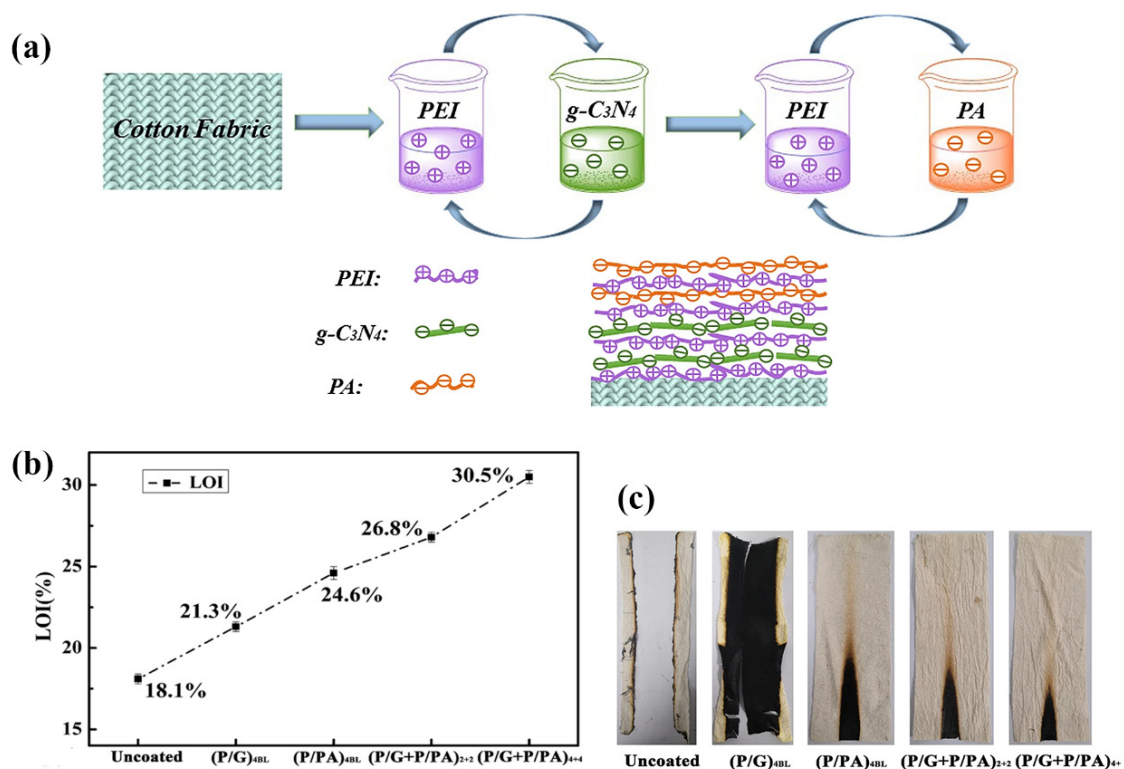 (a)
Cotton Fabric
PEI
g-C₃N₄
PEI
PA
PEI:
g-C₃N₄:
PA:
(b)
LOI
LOI(%)
30
25
20
15
18.1%
21.3%
24.6%
26.8%
30.5%
Uncoated
(P/G)4BL
(P/PA)4BL
(P/G+P/PA)2+2
(P/G+P/PA)4+4
(c)
Uncoated
(P/G)4BL
(P/PA)4BL
(P/G+P/PA)2+2
(P/G+P/PA)4+